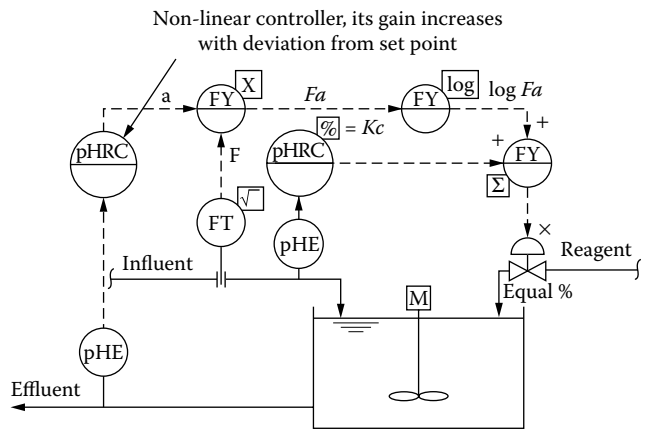 Non-linear controller, its gain increases
with deviation from set point
a
FY
X
Fa
FY
log
log Fa
+
pHRC
F
% = Kc
pHRC
+
FY
Σ
FT
√
pHE
×
Influent
Reagent
Equal %
M
pHE
Effluent